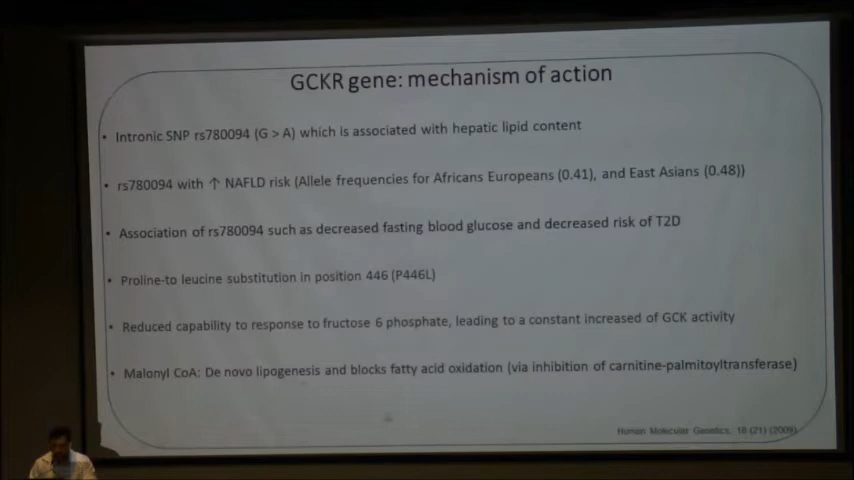 GCKR gene: mechanism of action
• Intronic SNP rs780094 (G > A) which is associated with hepatic lipid content
• rs780094 with ↑ NAFLD risk (Allele frequencies for Africans Europeans (0.41), and East Asians (0.48))
• Association of rs780094 such as decreased fasting blood glucose and decreased risk of T2D
• Proline-to leucine substitution in position 446 (P446L)
• Reduced capability to response to fructose 6 phosphate, leading to a constant increased of GCK activity
• Malonyl CoA: De novo lipogenesis and blocks fatty acid oxidation (via inhibition of carnitine-palmitoyltransferase)
Human Molecular Genetics, 18 (21) (2009)